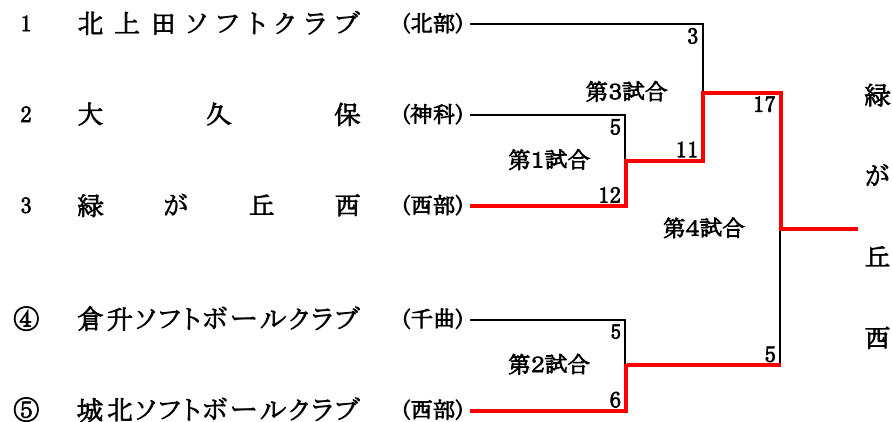 1 北上田ソフトクラブ (北部)
3
第3試合
17
2 大久保 (神科)
5
第1試合
11
3 緑が丘西 (西部)
12
第4試合
④ 倉升ソフトボールクラブ (千曲)
5
第2試合
5
⑤ 城北ソフトボールクラブ (西部)
6
緑が丘西